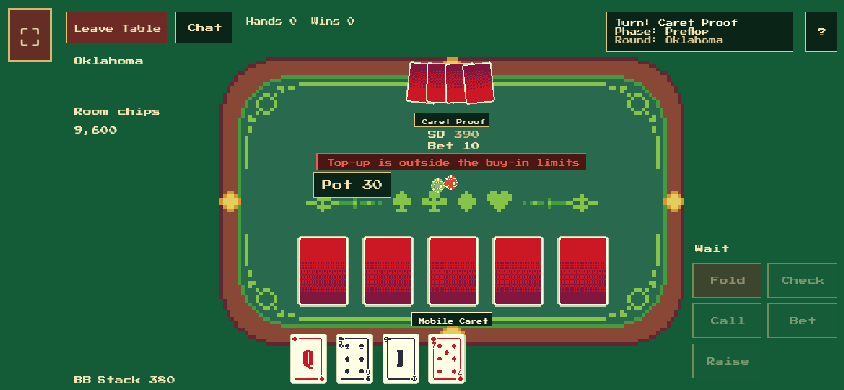 Leave Table
Chat
Hands 0 Wins 0
Turn: Caret Proof
Phase: Preflop
Round: Oklahoma
?
Oklahoma
Room chips
9,600
Caret Proof
SD 390
Bet 10
Top-up is outside the buy-in limits
Pot 30
Wait
Fold
Check
Call
Bet
Raise
Mobile Caret
Q
J
BB Stack 380